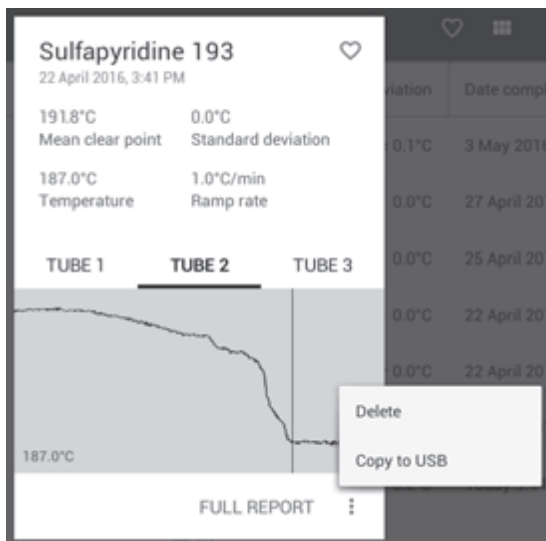 Sulfapyridine 193
22 April 2016, 3:41 PM
191.8°C 0.0°C
Mean clear point Standard deviation
187.0°C 1.0°C/min
Temperature Ramp rate
TUBE 1 TUBE 2 TUBE 3
187.0°C
FULL REPORT
Delete
Copy to USB
viation Date compl
0.1°C 3 May 2016
0.0°C 27 April 20
0.0°C 25 April 20
0.0°C 22 April 20
0.0°C 22 April 20